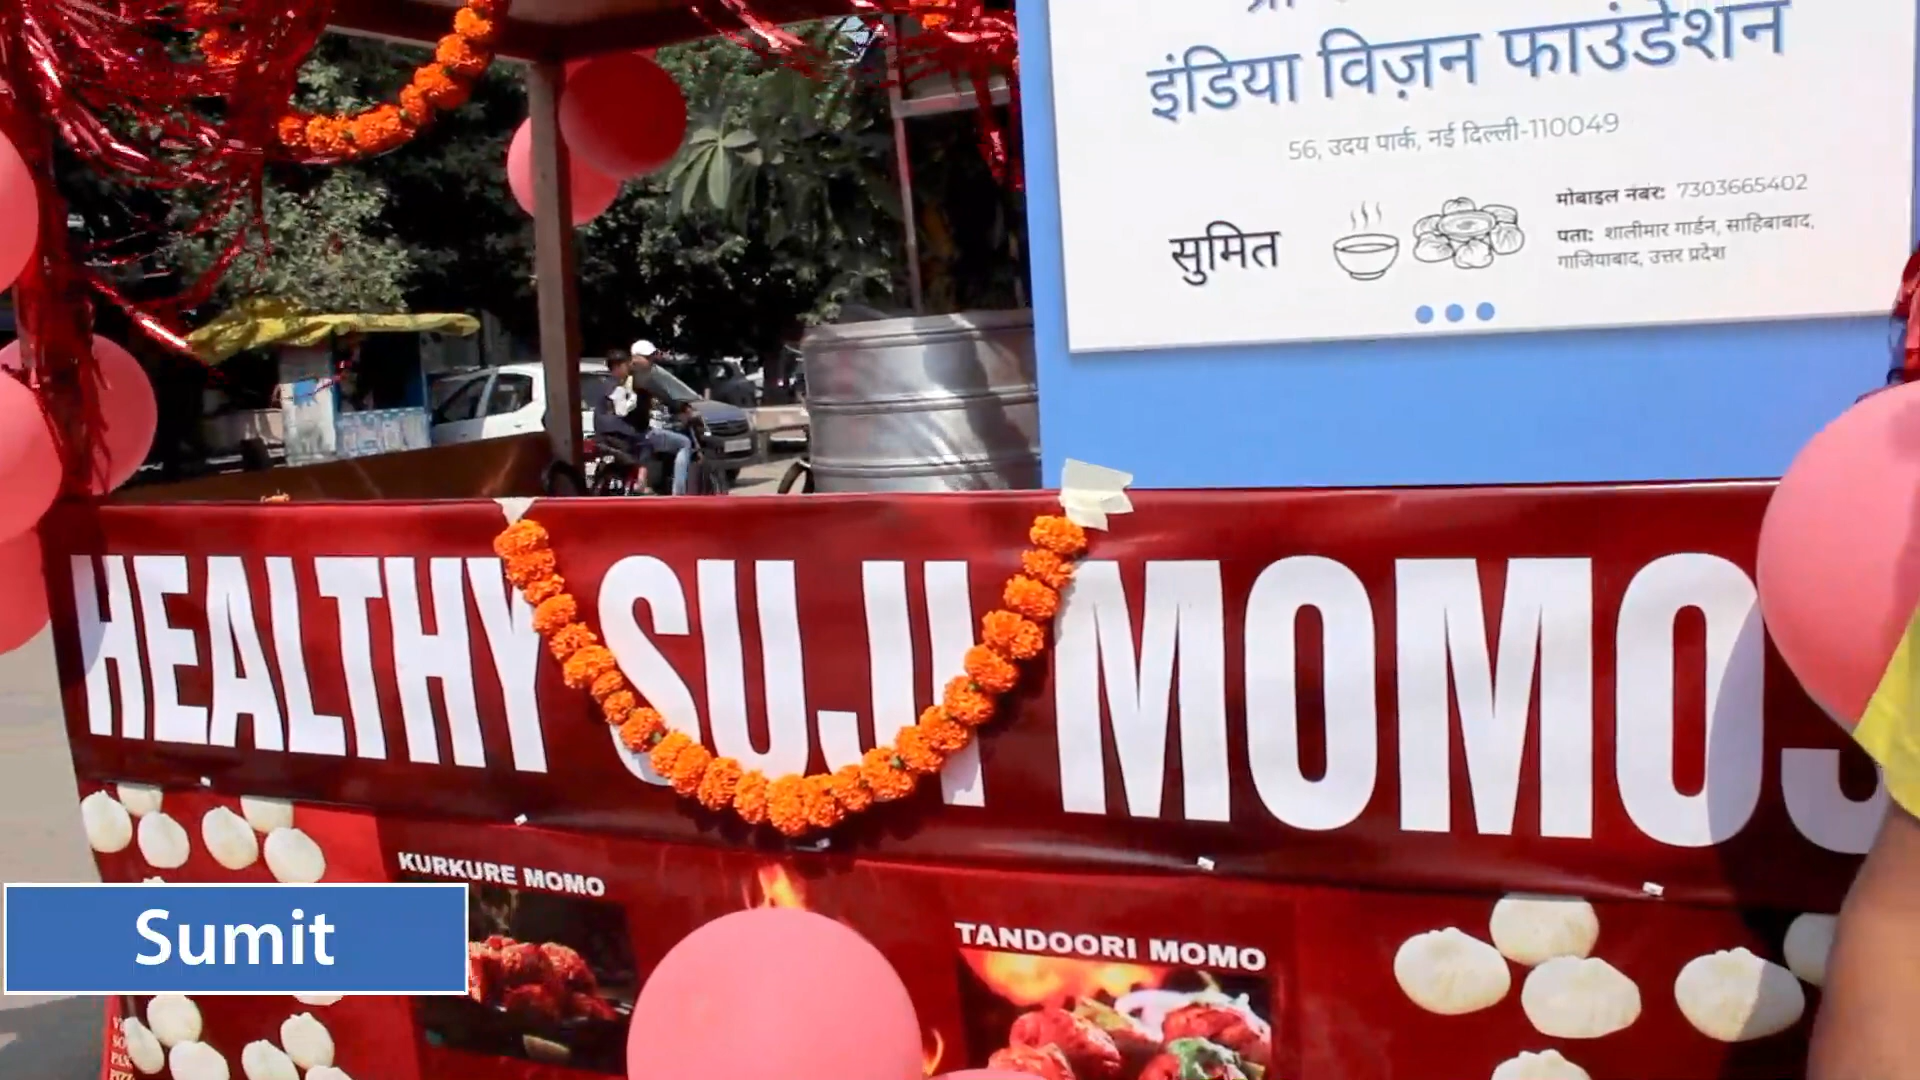 इंडिया विज़न फाउंडेशन
56, उदय पार्क, नई दिल्ली-110049
सुमित
मोबाइल नंबर: 7303665402
पता: शालीमार गार्डन, साहिबाबाद,
गाजियाबाद, उत्तर प्रदेश
HEALTHY SUJI MOMOS
KURKURE MOMO
TANDOORI MOMO
Sumit